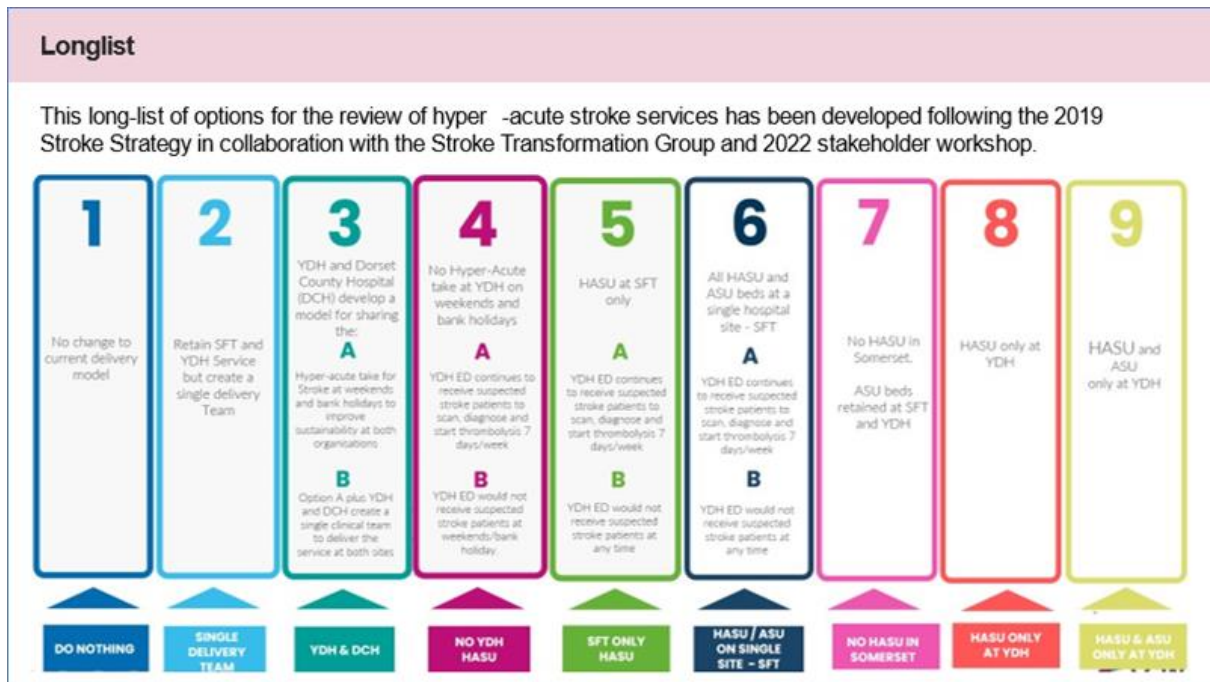 Longlist
This long-list of options for the review of hyper -acute stroke services has been developed following the 2019
Stroke Strategy in collaboration with the Stroke Transformation Group and 2022 stakeholder workshop.
1
No change to
current delivery
model
2
Retain SFT and
YDH Service
but create a
single delivery
Team
3
YDH and Dorset
County Hospital
(DCH) develop a
model for sharing
the:
A
Hyper-acute take for
Stroke at weekends
and bank holidays to
improve
sustainability at both
organisations
B
Option A plus YDH
and DCH create a
single clinical team
to deliver the
service at both sites
4
No Hyper-Acute
take at YDH on
weekends and
bank holidays
A
YDH ED continues to
receive suspected
stroke patients to
scan, diagnose and
start thrombolysis 7
days/week
B
YDH ED would not
receive suspected
stroke patients at
weekends/bank
holiday.
5
HASU at SFT
only
A
YDH ED continues
to receive suspected
stroke patients to
scan, diagnose and
start thrombolysis 7
days/week
B
YDH ED would not
receive suspected
stroke patients at
any time
6
All HASU and
ASU beds at a
single hospital
site - SFT
A
YDH ED continues
to receive suspected
stroke patients to
scan, diagnose and
start thrombolysis 7
days/week
B
YDH ED would not
receive suspected
stroke patients at
any time
7
No HASU in
Somerset.
ASU beds
retained at SFT
and YDH
8
HASU only at
YDH
9
HASU and
ASU
only at YDH
DO NOTHING
SINGLE
DELIVERY
TEAM
YDH & DCH
NO YDH
HASU
SFT ONLY
HASU
HASU / ASU
ON SINGLE
SITE - SFT
NO HASU IN
SOMERSET
HASU ONLY
AT YDH
HASU & ASU
ONLY AT YDH